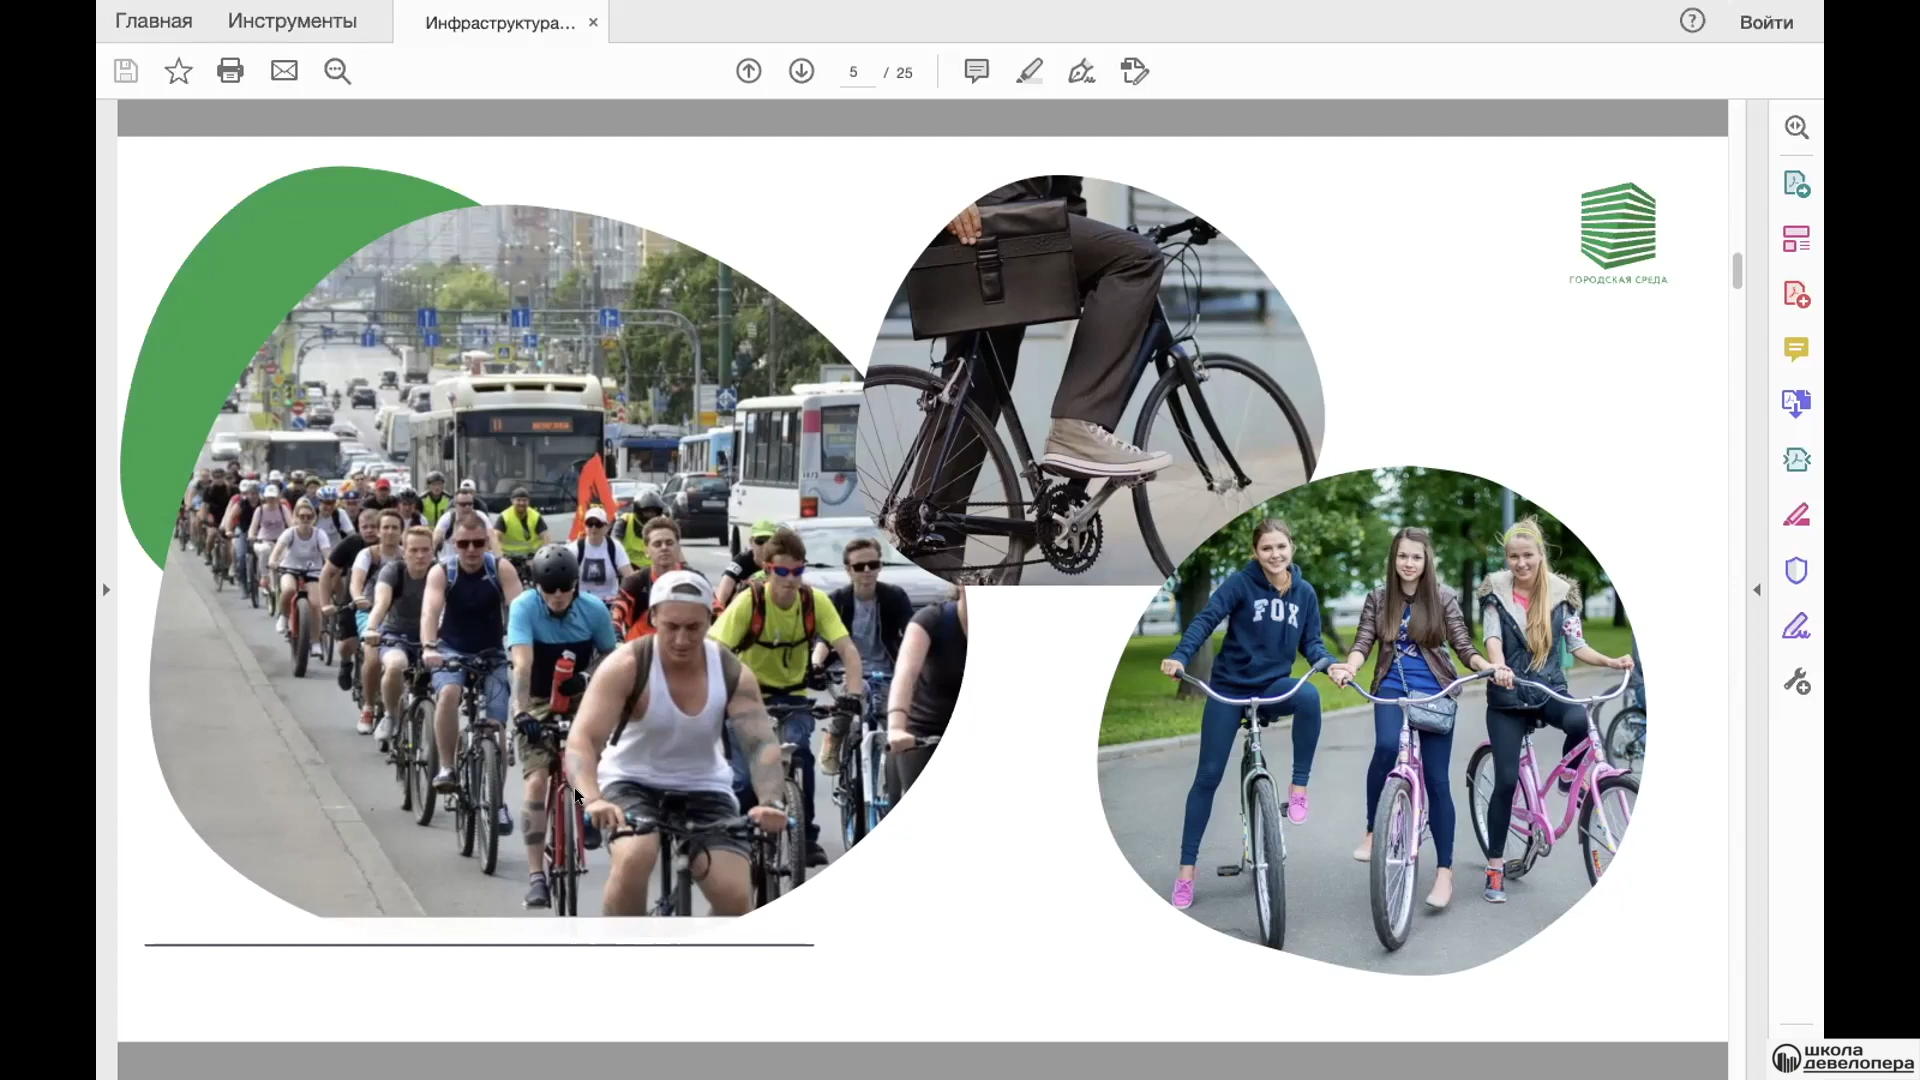 Главная Инструменты Инфраструктура... × Войти
5 / 25
ГОРОДСКАЯ СРЕДА
FOX
школа
девелопера